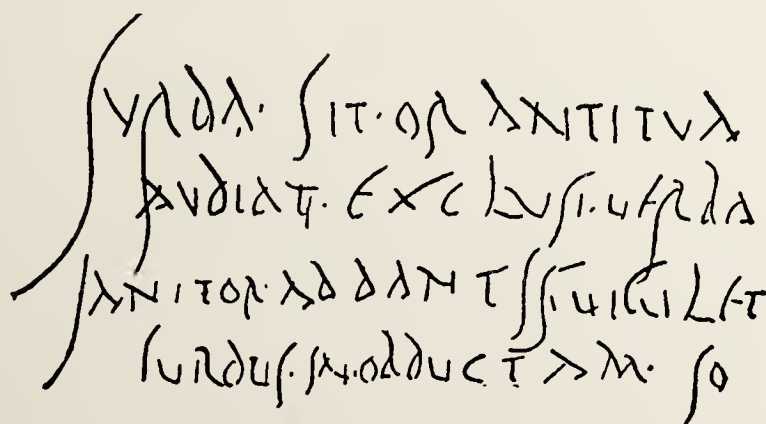 SVRDA· SIT· ORANTI TVA
AVDIAT· EXCLVSI· VERBA
IANITOR· AD DANTIS VIGILET
SVRDVS· IN· OBDVCTAM· SO